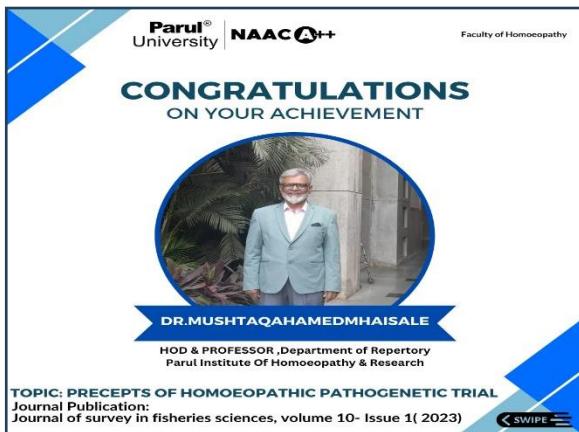 Parul®
University
NAAC A++
Faculty of Homoeopathy
CONGRATULATIONS
ON YOUR ACHIEVEMENT
DR.MUSHTAQAHAMEDMHAISALE
HOD & PROFESSOR ,Department of Repertory
Parul Institute Of Homoeopathy & Research
TOPIC: PRECEPTS OF HOMOEOPATHIC PATHOGENETIC TRIAL
Journal Publication:
Journal of survey in fisheries sciences, volume 10- Issue 1( 2023)
SWIPE